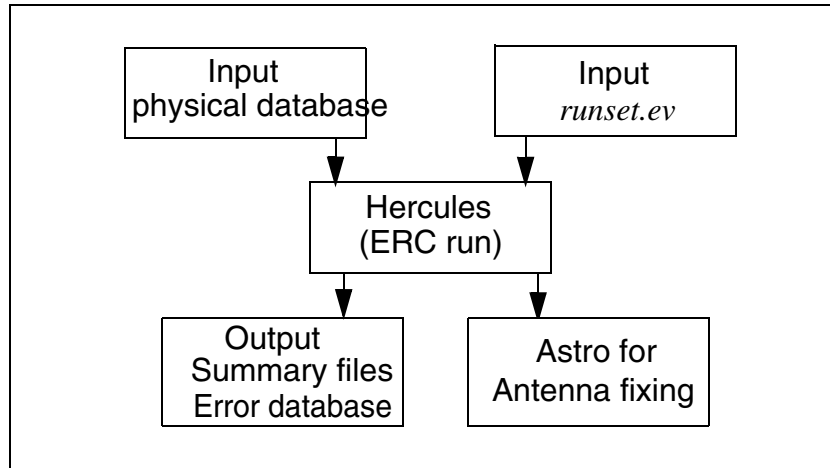 Input
physical database
Input
runset.ev
Hercules
(ERC run)
Output
Summary files
Error database
Astro for
Antenna fixing